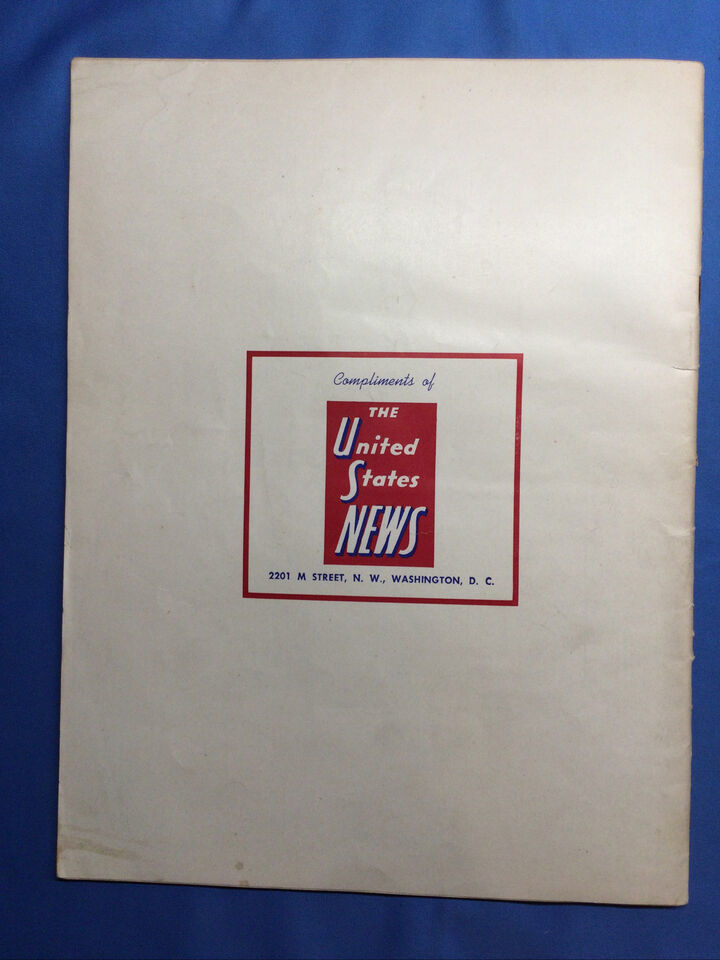 Compliments of
THE
United
States
NEWS
2201 M STREET, N. W., WASHINGTON, D. C.